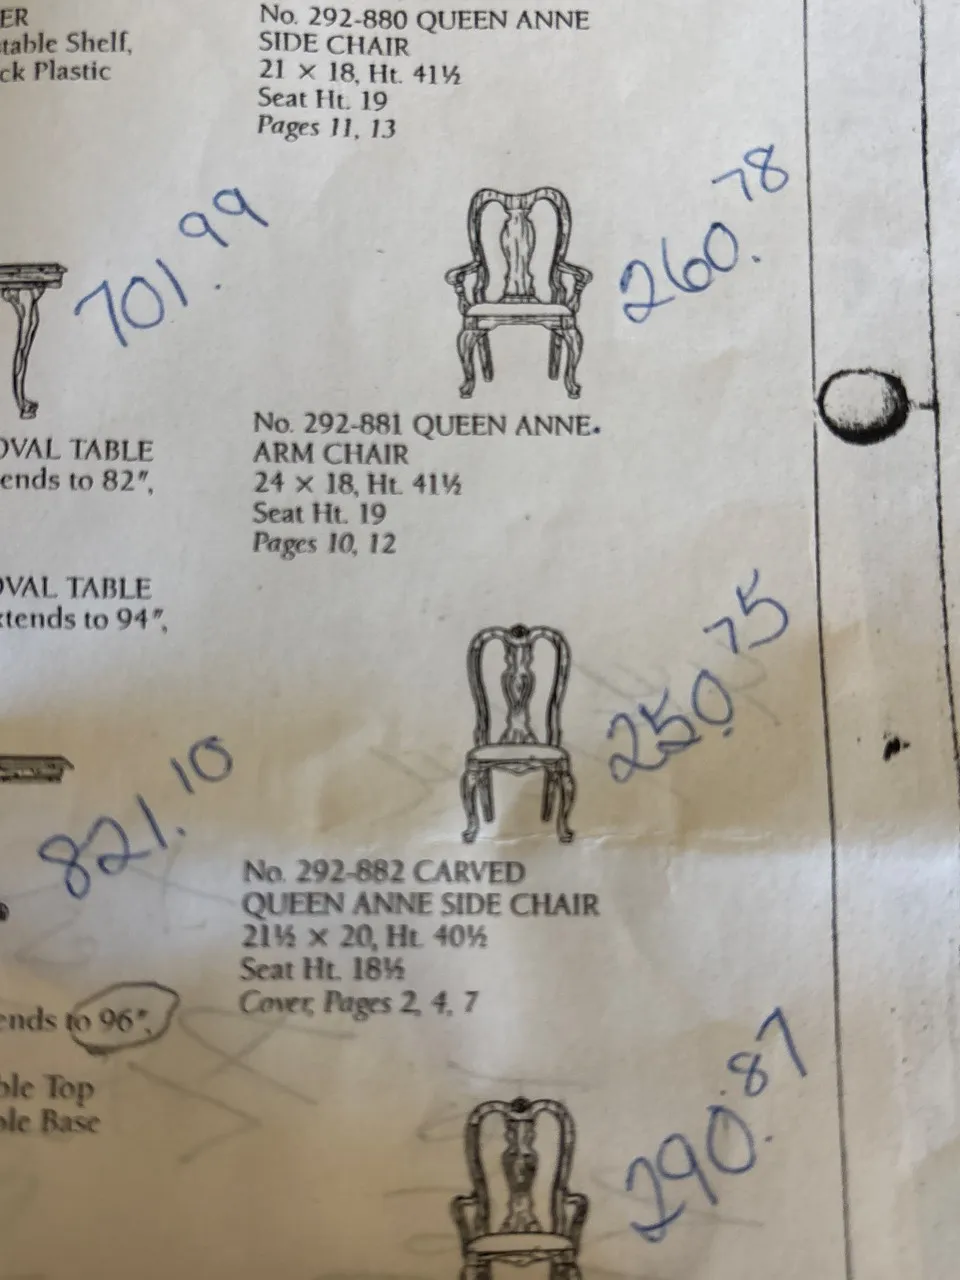 ER
table Shelf,
ck Plastic
701.99
OVAL TABLE
ends to 82",
OVAL TABLE
xtends to 94",
821.10
ends to 96",
ble Top
ble Base
No. 292-880 QUEEN ANNE
SIDE CHAIR
21 × 18, Ht. 41½
Seat Ht. 19
Pages 11, 13
260.78
No. 292-881 QUEEN ANNE
ARM CHAIR
24 × 18, Ht. 41½
Seat Ht. 19
Pages 10, 12
250.75
No. 292-882 CARVED
QUEEN ANNE SIDE CHAIR
21½ × 20, Ht. 40½
Seat Ht. 18½
Cover, Pages 2, 4, 7
290.87